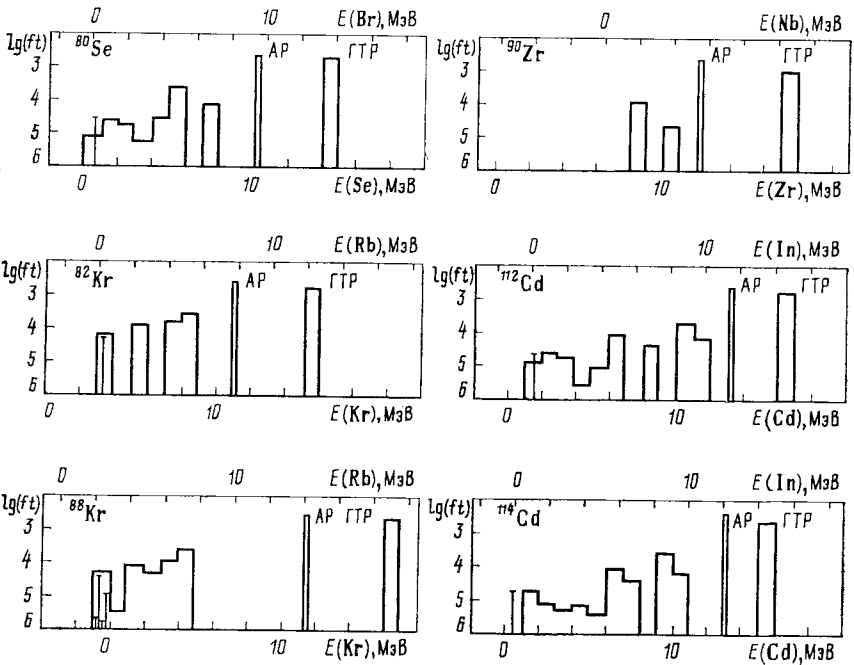 0 10 E(Br), МэВ
lg(ft) ⁸⁰Se АР ГТР
3
4
5
6
0 10 E(Se), МэВ
0 E(Nb), МэВ
lg(ft) ⁹⁰Zr АР ГТР
3
4
5
6
0 10 E(Zr), МэВ
0 10 E(Rb), МэВ
lg(ft) ⁸²Kr АР ГТР
3
4
5
6
0 10 E(Kr), МэВ
0 10 E(In), МэВ
lg(ft) ¹¹²Cd АР ГТР
3
4
5
6
0 10 E(Cd), МэВ
0 10 E(Rb), МэВ
lg(ft) ⁸⁸Kr АР ГТР
3
4
5
6
0 10 E(Kr), МэВ
0 10 E(In), МэВ
lg(ft) ¹¹⁴Cd АР ГТР
3
4
5
6
0 10 E(Cd), МэВ